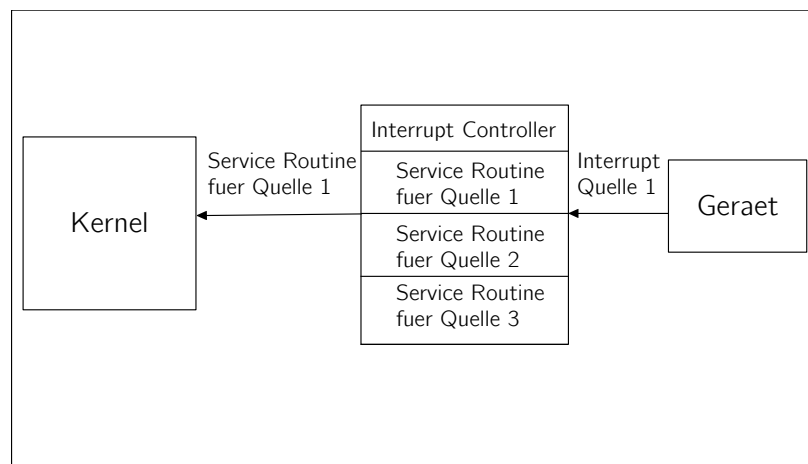 Kernel
Service Routine
fuer Quelle 1
Interrupt Controller
Service Routine
fuer Quelle 1
Service Routine
fuer Quelle 2
Service Routine
fuer Quelle 3
Interrupt
Quelle 1
Geraet